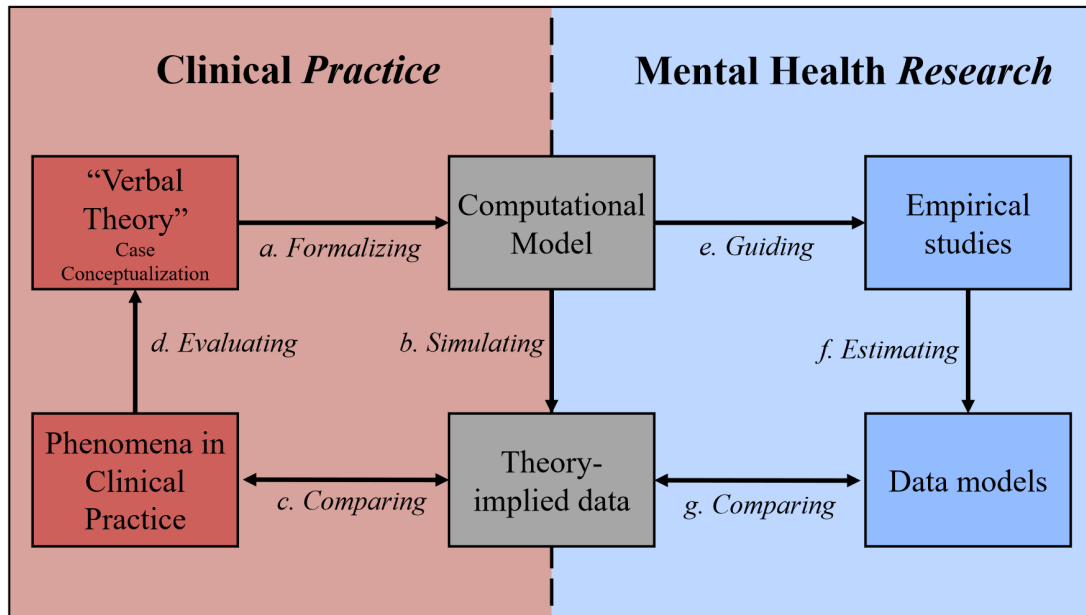 Clinical Practice
Mental Health Research
“Verbal
Theory”
Case
Conceptualization
a. Formalizing
Computational
Model
e. Guiding
Empirical
studies
d. Evaluating
b. Simulating
f. Estimating
Phenomena in
Clinical
Practice
c. Comparing
Theory-
implied data
g. Comparing
Data models